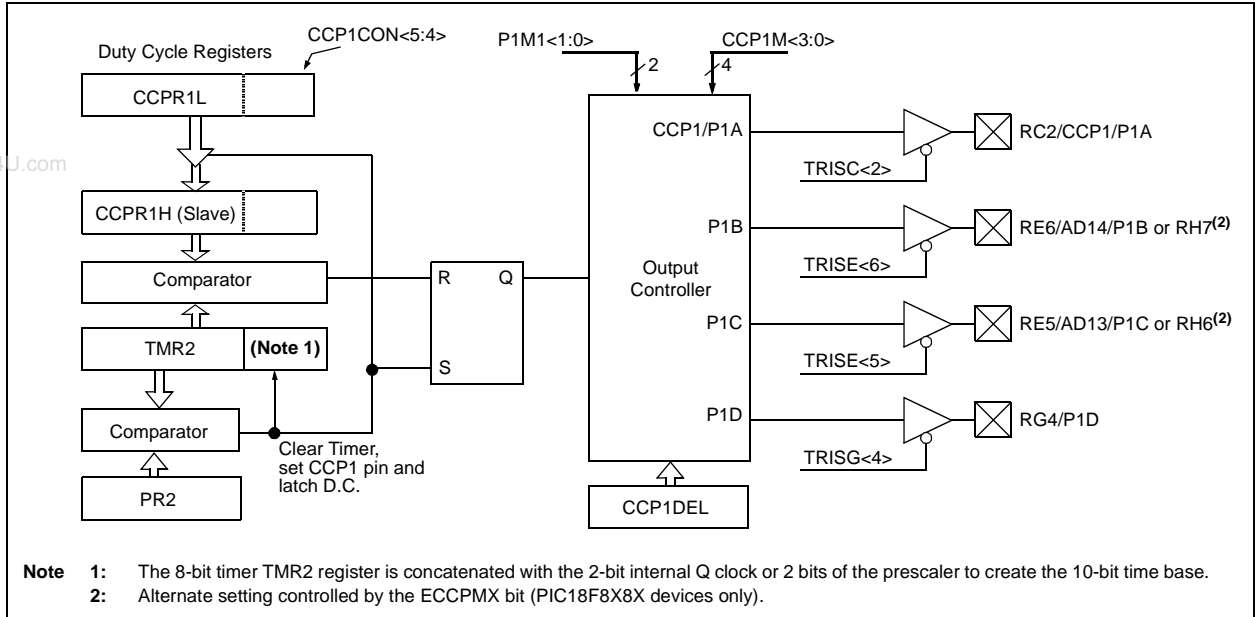 CCP1CON<5:4>
Duty Cycle Registers
CCPR1L
P1M1<1:0>
2
CCP1M<3:0>
4
4U.com
CCPR1H (Slave)
Comparator
TMR2
(Note 1)
Comparator
PR2
Clear Timer,
set CCP1 pin and
latch D.C.
R
Q
S
Output
Controller
CCP1/P1A
P1B
P1C
P1D
CCP1DEL
TRISC<2>
RC2/CCP1/P1A
TRISE<6>
RE6/AD14/P1B or RH7(2)
TRISE<5>
RE5/AD13/P1C or RH6(2)
TRISG<4>
RG4/P1D
Note 1: The 8-bit timer TMR2 register is concatenated with the 2-bit internal Q clock or 2 bits of the prescaler to create the 10-bit time base.
2: Alternate setting controlled by the ECCPMX bit (PIC18F8X8X devices only).